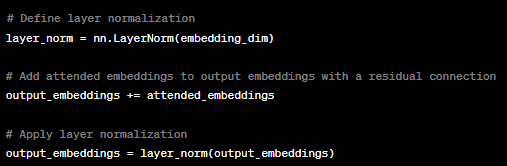 # Define layer normalization
layer_norm = nn.LayerNorm(embedding_dim)
# Add attended embeddings to output embeddings with a residual connection
output_embeddings += attended_embeddings
# Apply layer normalization
output_embeddings = layer_norm(output_embeddings)